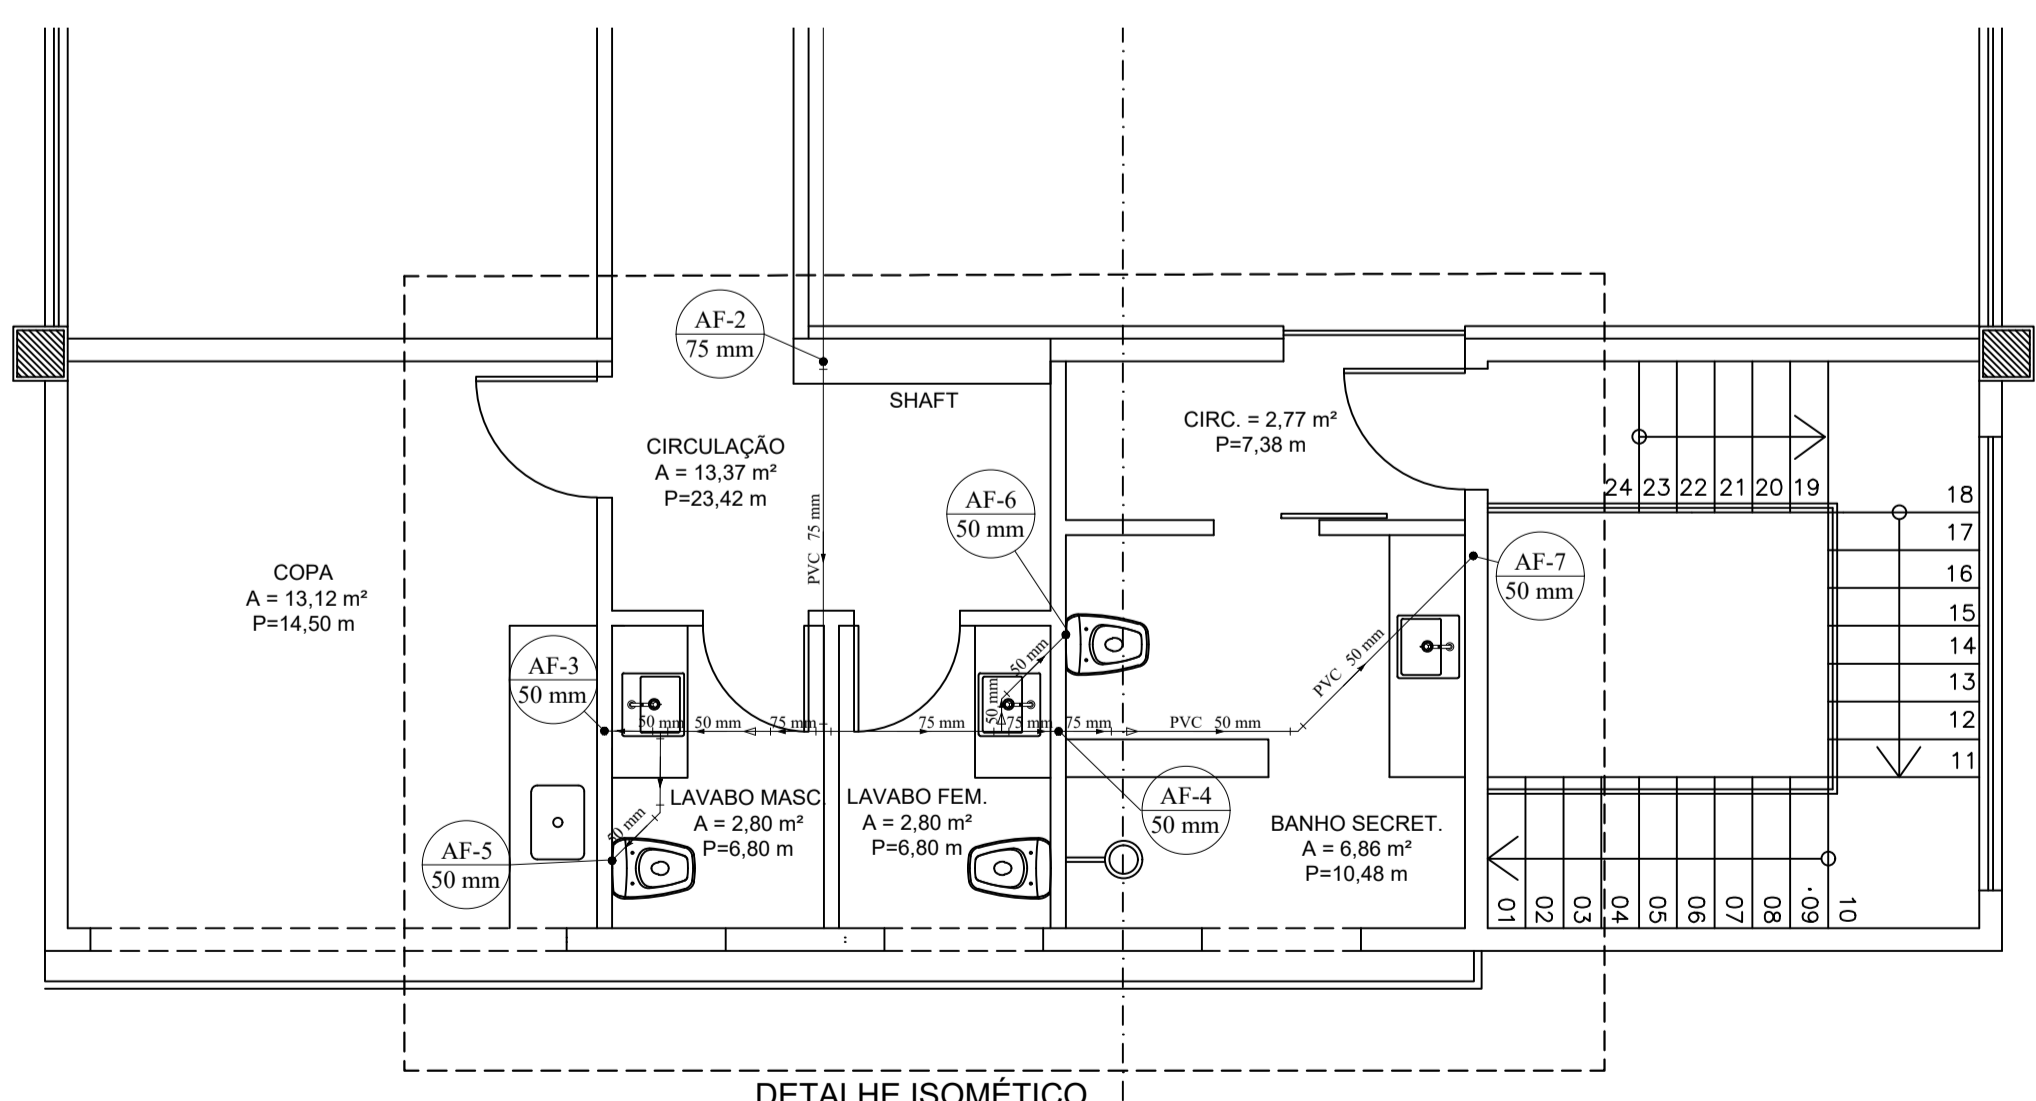 AF-2
75 mm
SHAFT
CIRCULAÇÃO
A = 13,37 m²
P=23,42 m
CIRC. = 2,77 m²
P=7,38 m
AF-6
50 mm
AF-7
50 mm
24 23 22 21 20 19
18
17
16
15
14
13
12
11
COPA
A = 13,12 m²
P=14,50 m
PVC 75 mm
AF-3
50 mm
50 mm
50 mm
PVC 50 mm
50 mm 50 mm 75 mm 75 mm 75 mm 75 mm PVC 50 mm
AF-4
50 mm
LAVABO MASC.
A = 2,80 m²
P=6,80 m
LAVABO FEM.
A = 2,80 m²
P=6,80 m
BANHO SECRET.
A = 6,86 m²
P=10,48 m
50 mm
AF-5
50 mm
01 02 03 04 05 06 07 08 09 10
DETALHE ISOMÉTICO